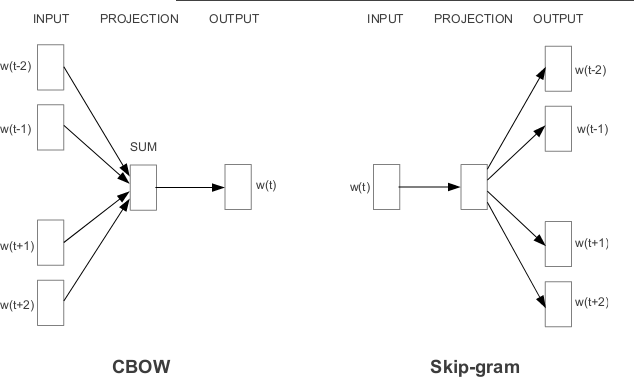 INPUT PROJECTION OUTPUT
w(t-2)
w(t-1)
SUM
w(t)
w(t+1)
w(t+2)
CBOW
INPUT PROJECTION OUTPUT
w(t-2)
w(t-1)
w(t)
w(t+1)
w(t+2)
Skip-gram